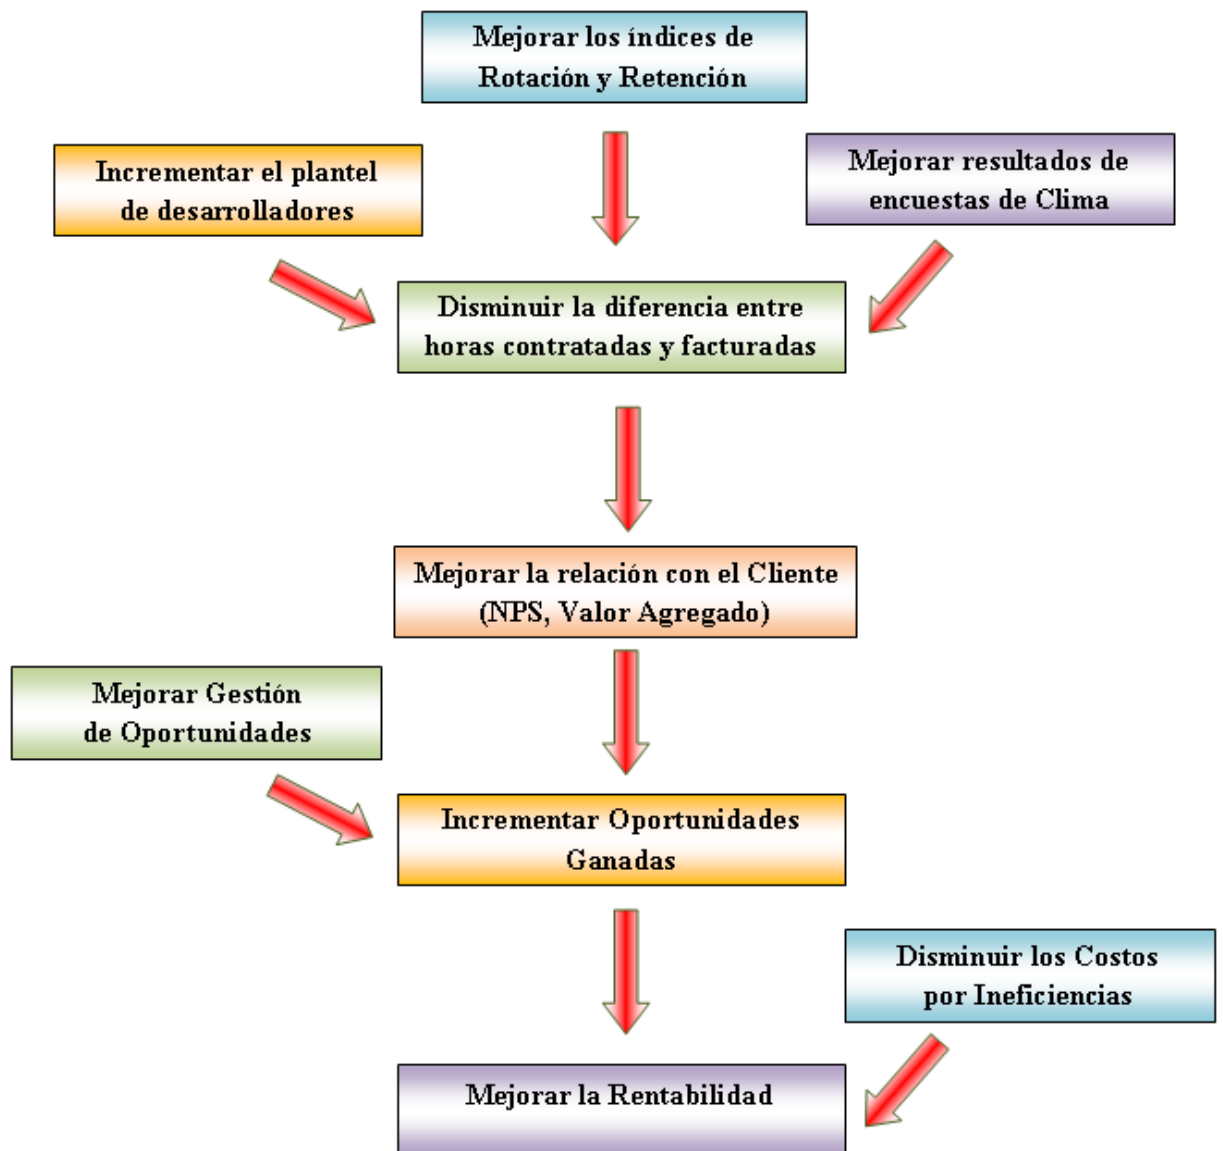 Mejorar los índices de
Rotación y Retención
Incrementar el plantel
de desarrolladores
Mejorar resultados de
encuestas de Clima
Disminuir la diferencia entre
horas contratadas y facturadas
Mejorar la relación con el Cliente
(NPS, Valor Agregado)
Mejorar Gestión
de Oportunidades
Incrementar Oportunidades
Ganadas
Disminuir los Costos
por Ineficiencias
Mejorar la Rentabilidad